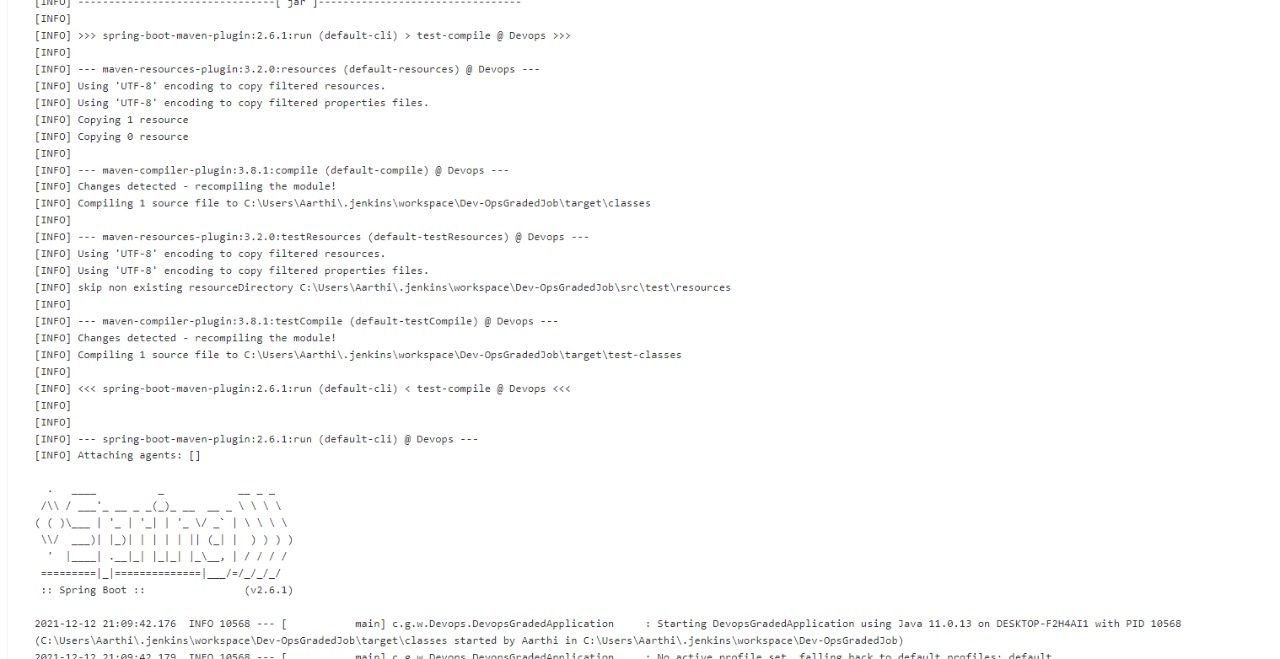 [INFO] --------------------------------[ jar ]---------------------------------
[INFO]
[INFO] >>> spring-boot-maven-plugin:2.6.1:run (default-cli) > test-compile @ Devops >>>
[INFO]
[INFO] --- maven-resources-plugin:3.2.0:resources (default-resources) @ Devops ---
[INFO] Using 'UTF-8' encoding to copy filtered resources.
[INFO] Using 'UTF-8' encoding to copy filtered properties files.
[INFO] Copying 1 resource
[INFO] Copying 0 resource
[INFO]
[INFO] --- maven-compiler-plugin:3.8.1:compile (default-compile) @ Devops ---
[INFO] Changes detected - recompiling the module!
[INFO] Compiling 1 source file to C:\Users\Aarthi\.jenkins\workspace\Dev-OpsGradedJob\target\classes
[INFO]
[INFO] --- maven-resources-plugin:3.2.0:testResources (default-testResources) @ Devops ---
[INFO] Using 'UTF-8' encoding to copy filtered resources.
[INFO] Using 'UTF-8' encoding to copy filtered properties files.
[INFO] skip non existing resourceDirectory C:\Users\Aarthi\.jenkins\workspace\Dev-OpsGradedJob\src\test\resources
[INFO]
[INFO] --- maven-compiler-plugin:3.8.1:testCompile (default-testCompile) @ Devops ---
[INFO] Changes detected - recompiling the module!
[INFO] Compiling 1 source file to C:\Users\Aarthi\.jenkins\workspace\Dev-OpsGradedJob\target\test-classes
[INFO]
[INFO] <<< spring-boot-maven-plugin:2.6.1:run (default-cli) < test-compile @ Devops <<<
[INFO]
[INFO]
[INFO] --- spring-boot-maven-plugin:2.6.1:run (default-cli) @ Devops ---
[INFO] Attaching agents: []
  .   ____          _            __ _ _
 /\\ / ___'_ __ _ _(_)_ __  __ _ \ \ \ \
( ( )\___ | '_ | '_| | '_ \/ _` | \ \ \ \
 \\/  ___)| |_)| | | | | || (_| |  ) ) ) )
  '  |____| .__|_| |_|_| |_\__, | / / / /
 =========|_|==============|___/=/_/_/_/
 :: Spring Boot ::                (v2.6.1)
2021-12-12 21:09:42.176  INFO 10568 --- [           main] c.g.w.Devops.DevopsGradedApplication     : Starting DevopsGradedApplication using Java 11.0.13 on DESKTOP-F2H4AI1 with PID 10568
(C:\Users\Aarthi\.jenkins\workspace\Dev-OpsGradedJob\target\classes started by Aarthi in C:\Users\Aarthi\.jenkins\workspace\Dev-OpsGradedJob)
2021-12-12 21:09:42.179  INFO 10568 --- [           main] c.g.w.Devops.DevopsGradedApplication     : No active profile set, falling back to default profiles: default